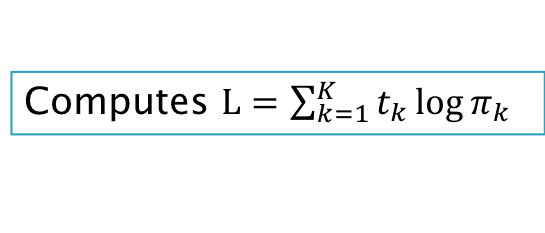 Computes L = ∑_{k=1}^{K} t_k log π_k